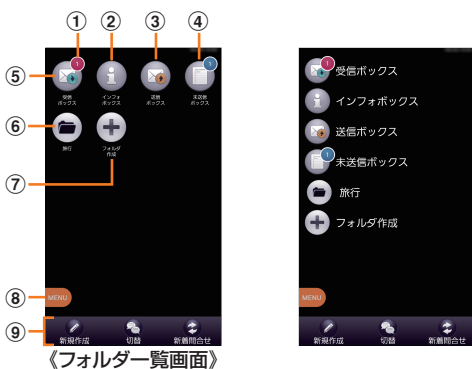 ① ② ③ ④
⑤ ⑥ ⑦ ⑧ ⑨
1 1
受信
ボックス
インフォ
ボックス
送信
ボックス
未送信
ボックス
旅行
フォルダ
作成
MENU
新規作成 切替 新着問合せ
《フォルダ一覧画面》
1
受信ボックス
インフォボックス
送信ボックス
1
未送信ボックス
旅行
フォルダ作成
MENU
新規作成 切替 新着問合せ